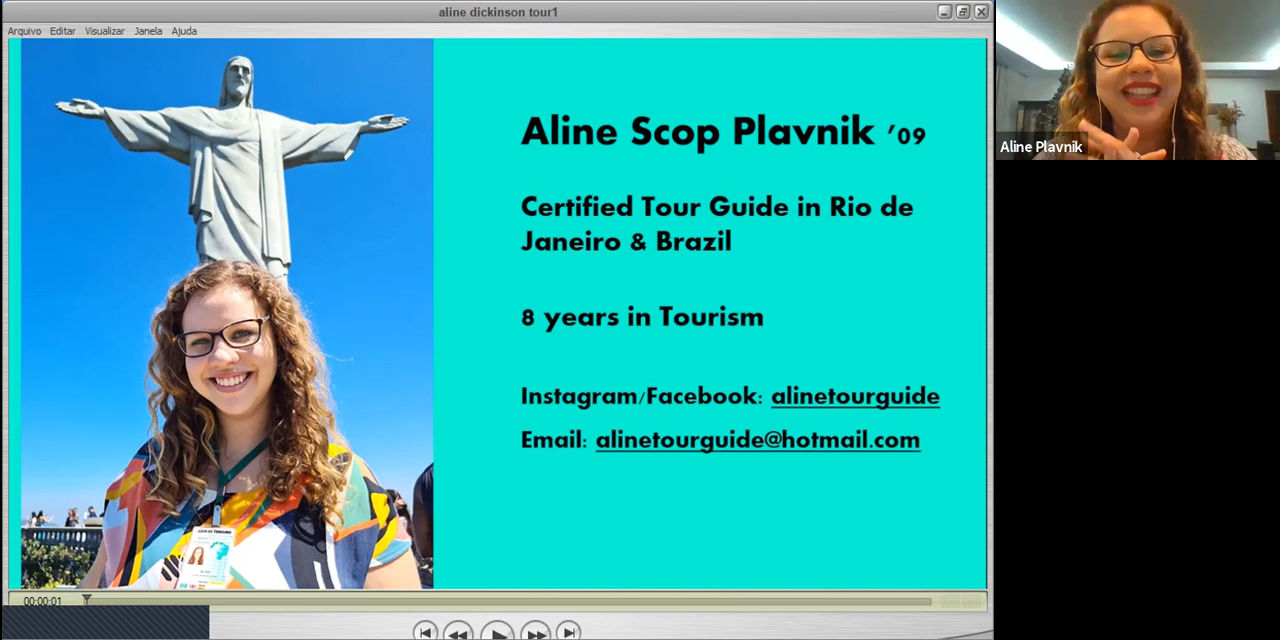 aline dickinson tour1
Arquivo Editar Visualizar Janela Ajuda
Aline Scop Plavnik ’09
Certified Tour Guide in Rio de
Janeiro & Brazil
8 years in Tourism
Instagram/Facebook: alinetourguide
Email: alinetourguide@hotmail.com
Aline Plavnik
00:00:01